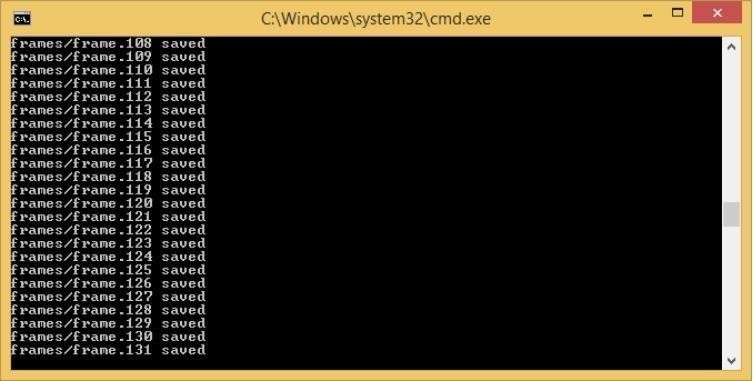 C:\Windows\system32\cmd.exe
frames/frame.108 saved
frames/frame.109 saved
frames/frame.110 saved
frames/frame.111 saved
frames/frame.112 saved
frames/frame.113 saved
frames/frame.114 saved
frames/frame.115 saved
frames/frame.116 saved
frames/frame.117 saved
frames/frame.118 saved
frames/frame.119 saved
frames/frame.120 saved
frames/frame.121 saved
frames/frame.122 saved
frames/frame.123 saved
frames/frame.124 saved
frames/frame.125 saved
frames/frame.126 saved
frames/frame.127 saved
frames/frame.128 saved
frames/frame.129 saved
frames/frame.130 saved
frames/frame.131 saved